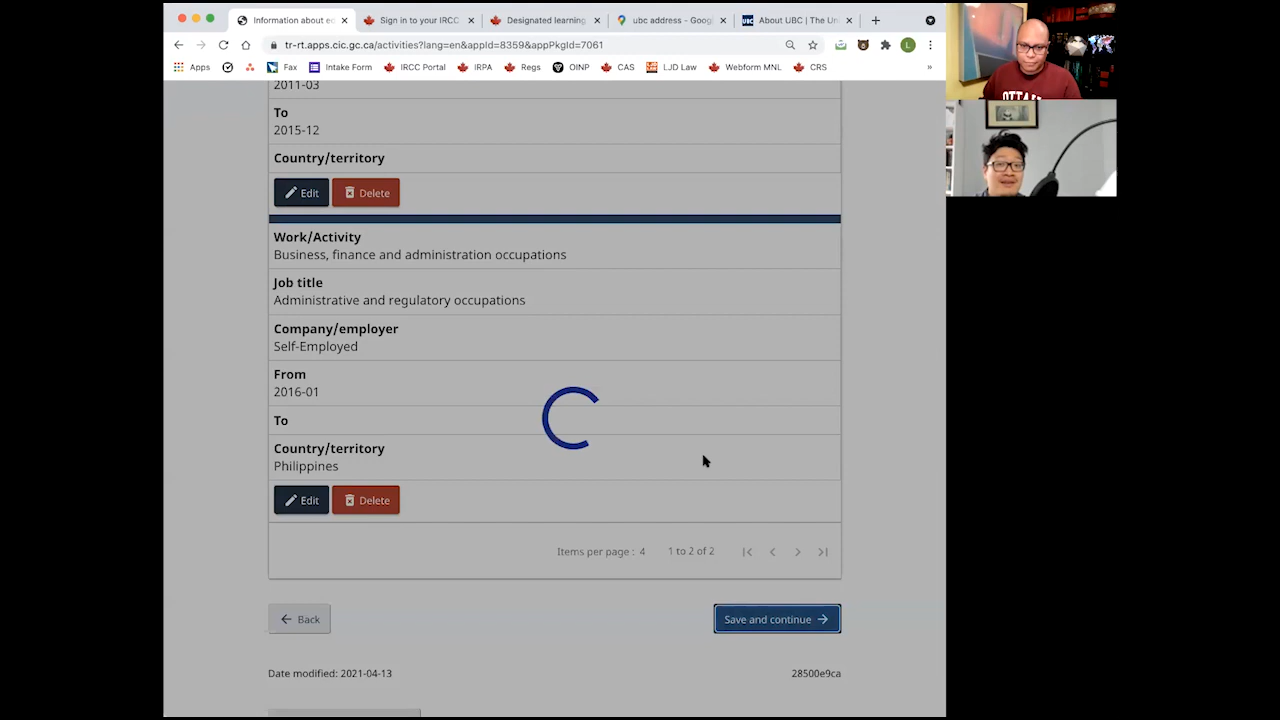 Information about ed
Sign in to your IRCC
Designated learning
ubc address - Goog
About UBC | The Un
tr-rt.apps.cic.gc.ca/activities?lang=en&appId=8359&appPkgId=7061
L
Apps
Fax
Intake Form
IRCC Portal
IRPA
Regs
OINP
CAS
LJD Law
Webform MNL
CRS
»
2011-03
To
2015-12
Country/territory
Edit
Delete
Work/Activity
Business, finance and administration occupations
Job title
Administrative and regulatory occupations
Company/employer
Self-Employed
From
2016-01
To
Country/territory
Philippines
Edit
Delete
Items per page : 4 1 to 2 of 2
Back
Save and continue
Date modified: 2021-04-13
28500e9ca